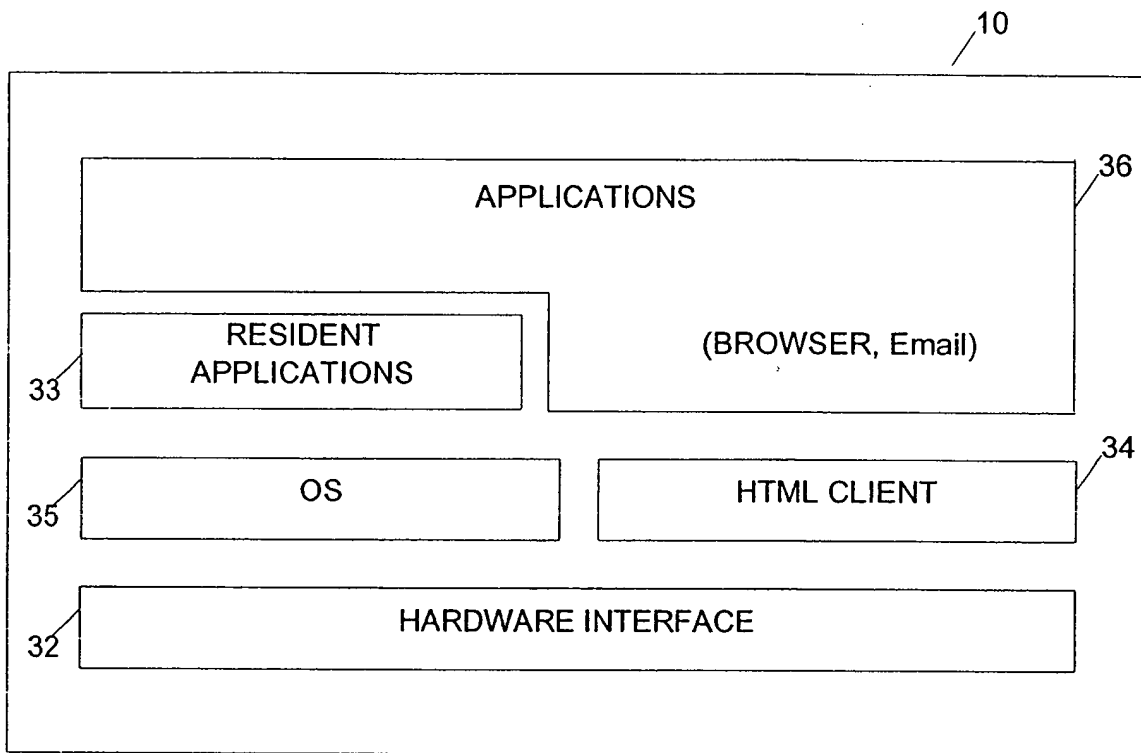 10
36
APPLICATIONS
RESIDENT
APPLICATIONS
(BROWSER, Email)
33
34
OS
HTML CLIENT
35
HARDWARE INTERFACE
32